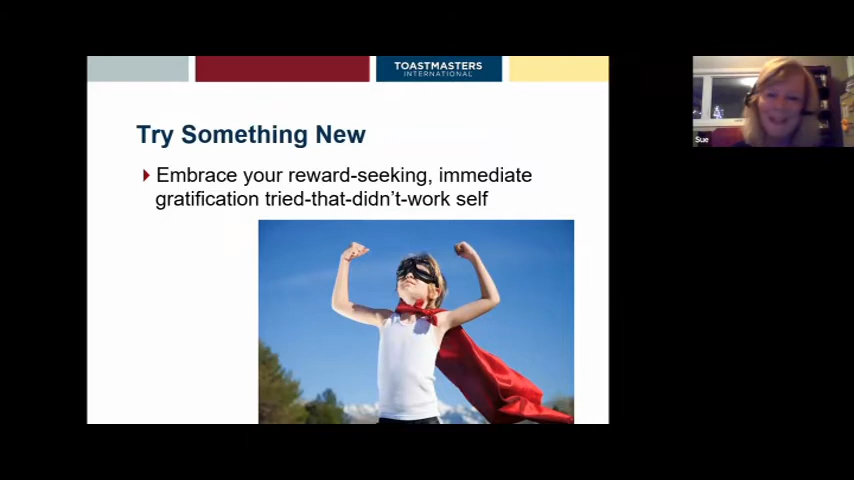 TOASTMASTERS
INTERNATIONAL
Try Something New
Embrace your reward-seeking, immediate
gratification tried-that-didn't-work self
Sue